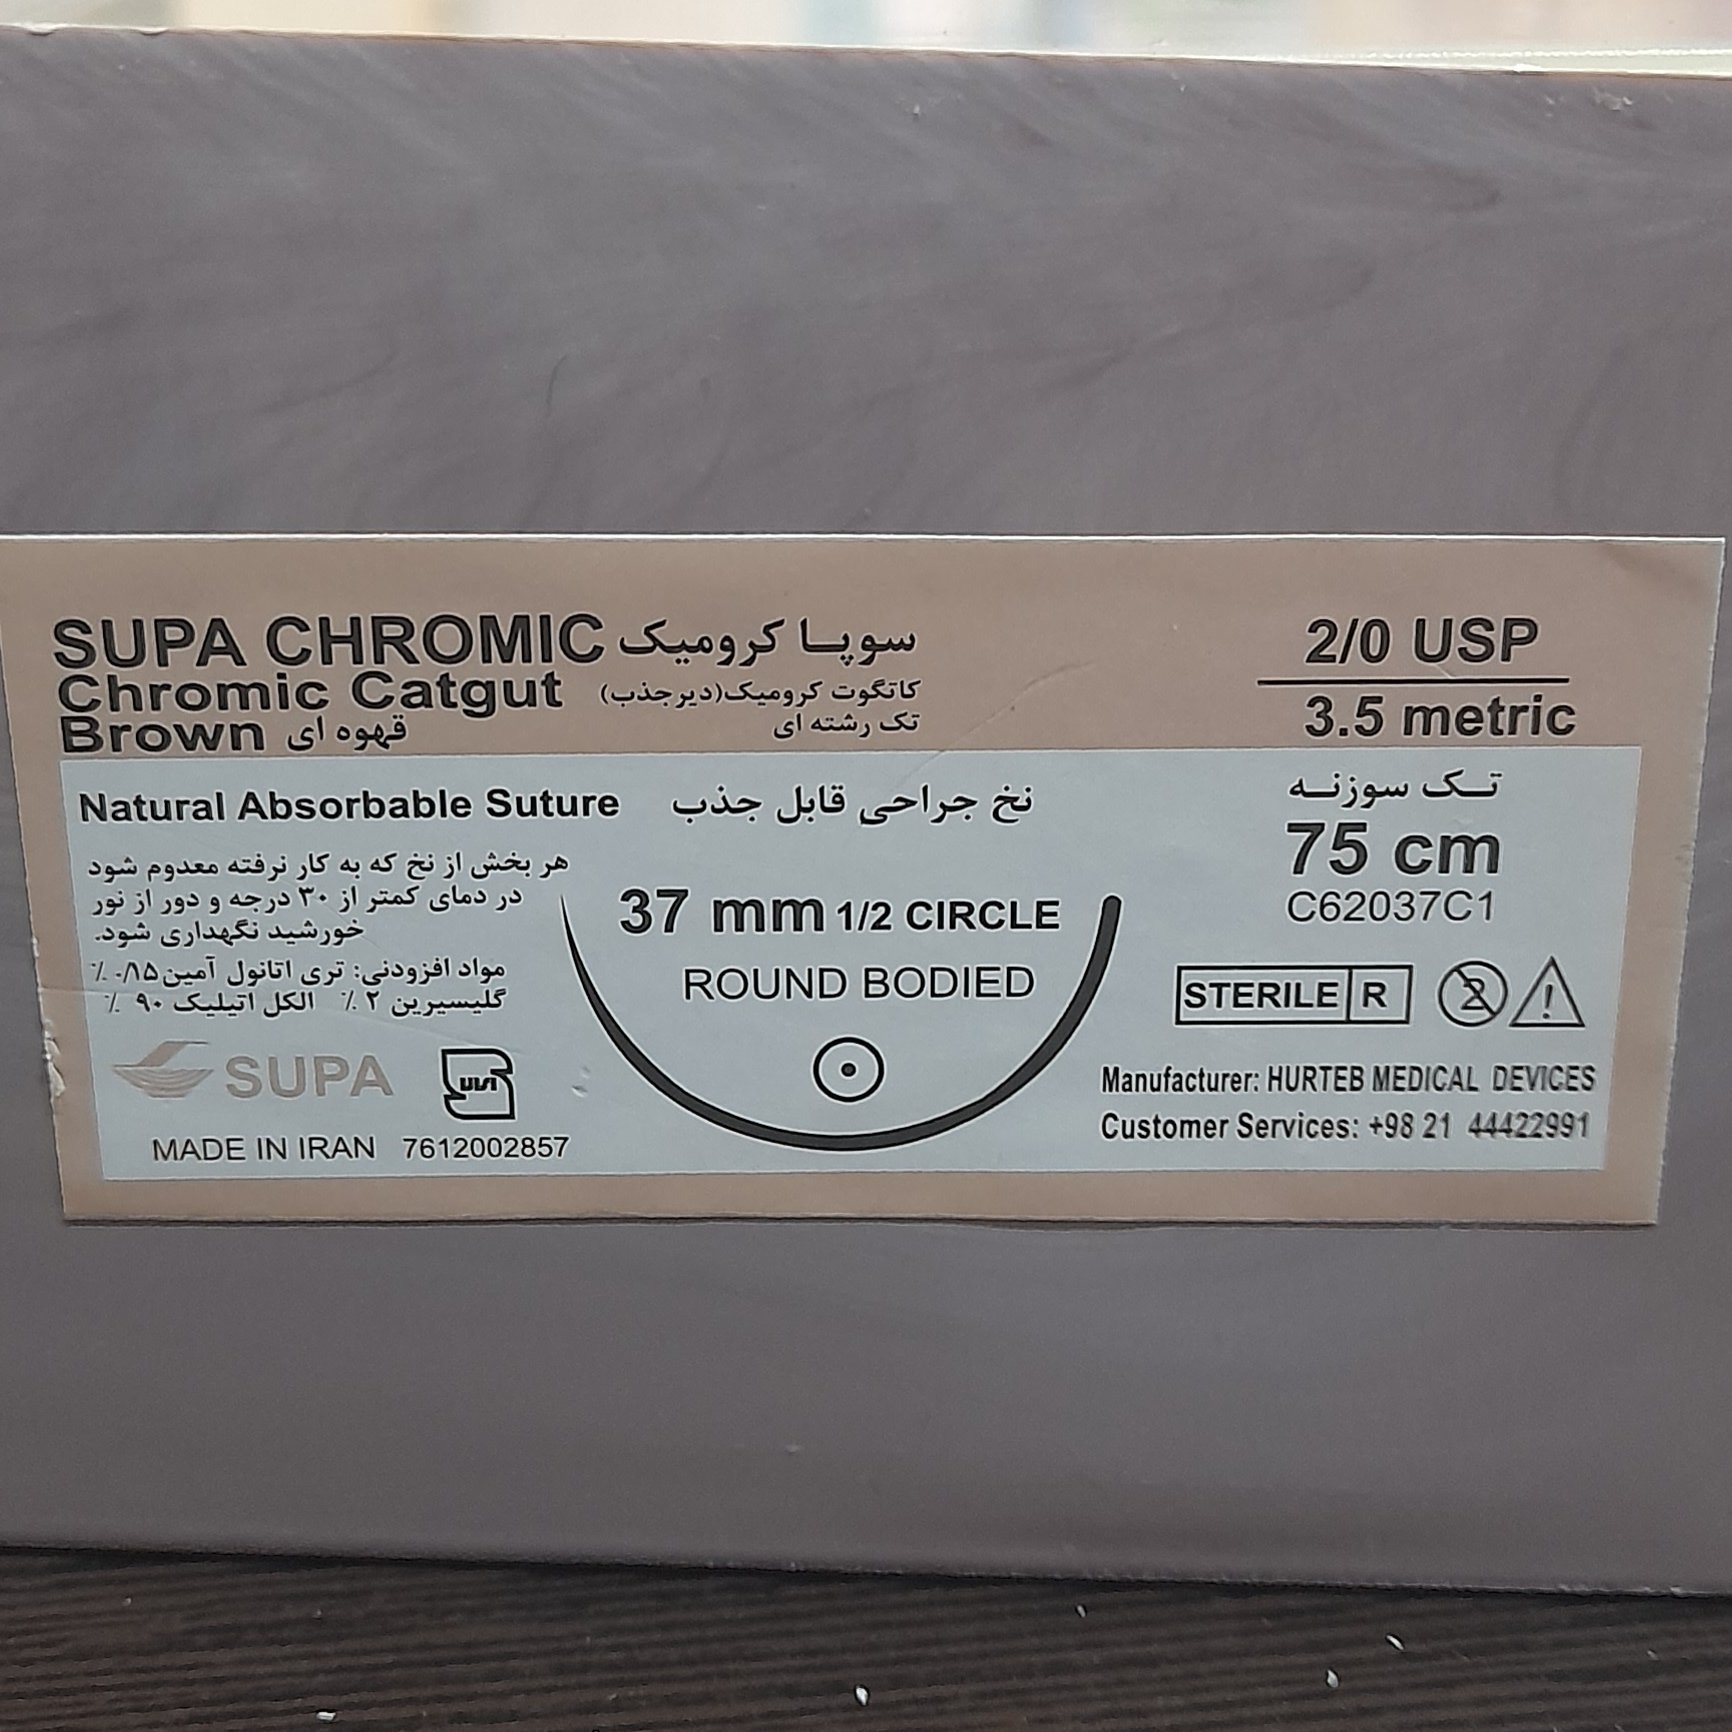 SUPA CHROMIC سوپا کرومیک
Chromic Catgut کاتگوت کرومیک(دیرجذب)
Brown قهوه ای تک رشته ای
2/0 USP
3.5 metric
Natural Absorbable Suture نخ جراحی قابل جذب
هر بخش از نخ که به کار نرفته معدوم شود
در دمای کمتر از ۳۰ درجه و دور از نور
خورشید نگهداری شود.
مواد افزودنی: تری اتانول آمین ۰/۱۵ ٪
گلیسیرین ۲ ٪ الکل اتیلیک ۹۰ ٪
SUPA
MADE IN IRAN 7612002857
37 mm 1/2 CIRCLE
ROUND BODIED
تک سوزنه
75 cm
C62037C1
STERILE R 2 !
Manufacturer: HURTEB MEDICAL DEVICES
Customer Services: +98 21 44422991